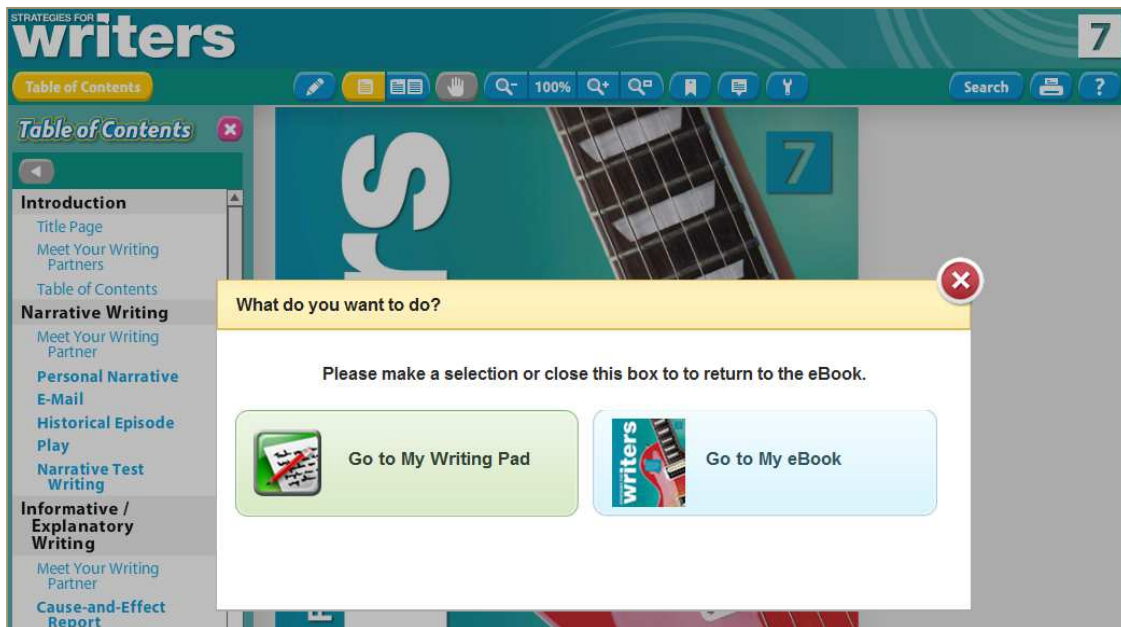 STRATEGIES FOR
writers
7
Table of Contents
100%
Search
?
Table of Contents
Introduction
Title Page
Meet Your Writing
Partners
Table of Contents
Narrative Writing
Meet Your Writing
Partner
Personal Narrative
E-Mail
Historical Episode
Play
Narrative Test
Writing
Informative /
Explanatory
Writing
Meet Your Writing
Partner
Cause-and-Effect
Report
7
What do you want to do?
Please make a selection or close this box to to return to the eBook.
Go to My Writing Pad
writers
Go to My eBook